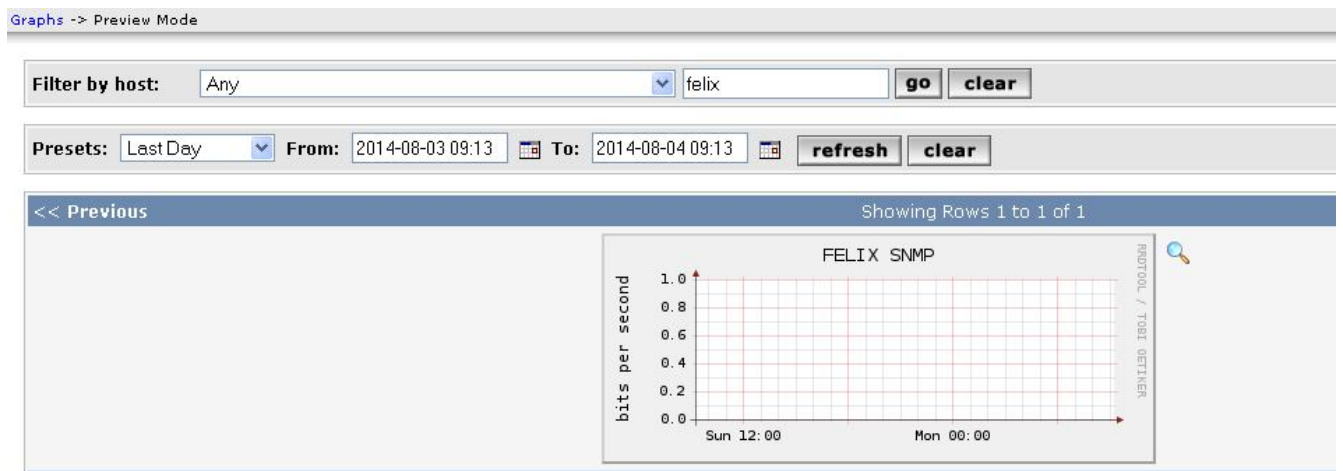 Graphs -> Preview Mode
Filter by host: Any felix go clear
Presets: Last Day From: 2014-08-03 09:13 To: 2014-08-04 09:13 refresh clear
<< Previous Showing Rows 1 to 1 of 1
FELIX SNMP
RRDTOOL / TOBI OETIKER
bits per second
1.0
0.8
0.6
0.4
0.2
0.0
Sun 12:00 Mon 00:00